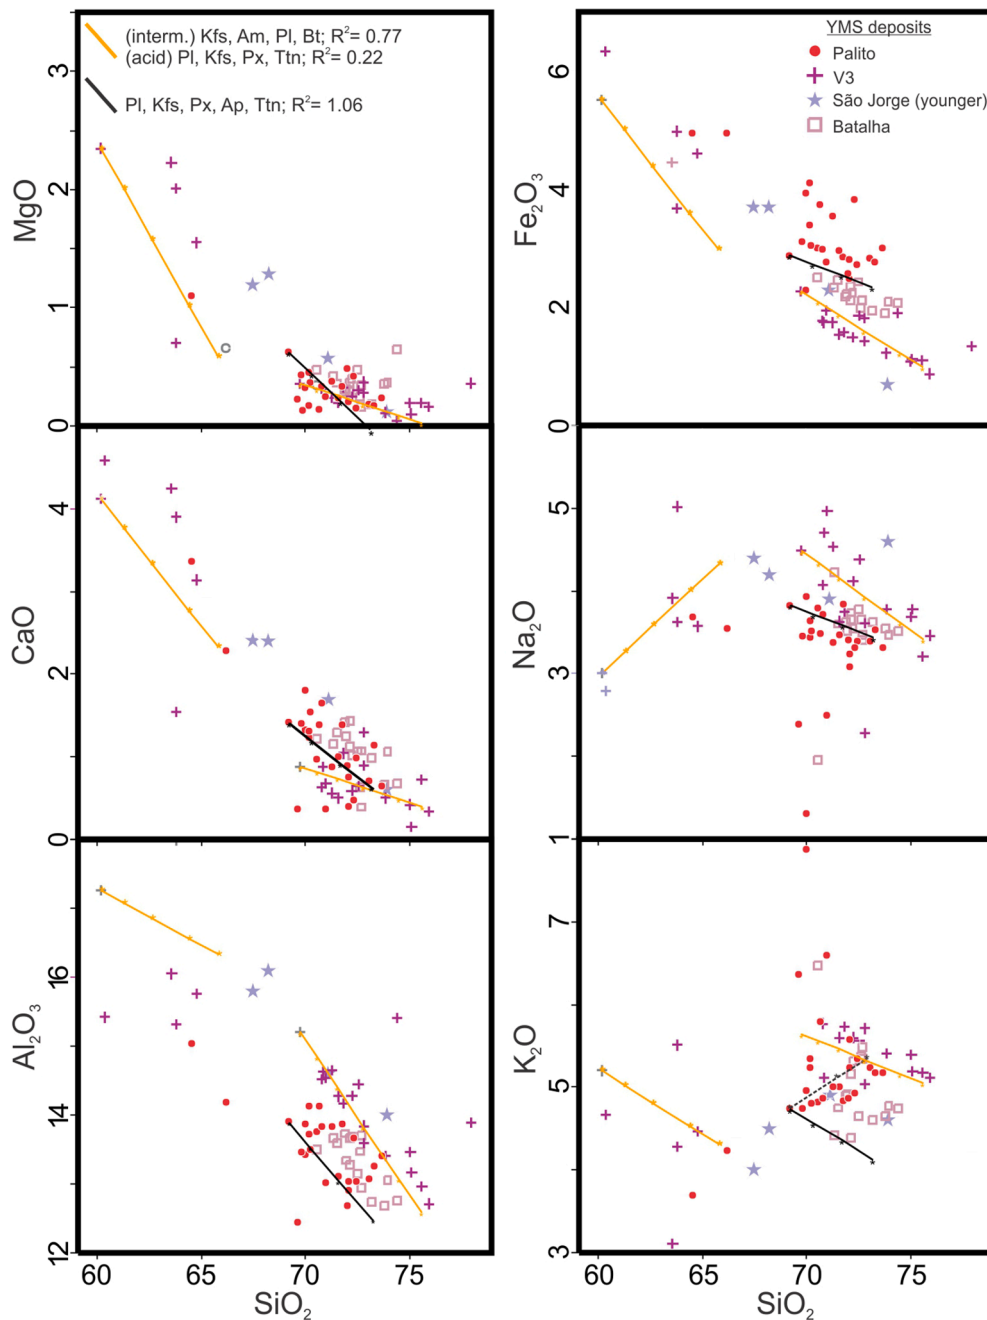 (interm.) Kfs, Am, Pl, Bt; R²= 0.77
(acid) Pl, Kfs, Px, Ttn; R²= 0.22
Pl, Kfs, Px, Ap, Ttn; R²= 1.06
3
2
1
0
MgO
YMS deposits
Palito
V3
São Jorge (younger)
Batalha
6
4
2
0
Fe₂O₃
4
2
0
CaO
5
3
1
Na₂O
16
14
12
Al₂O₃
60
65
70
75
SiO₂
7
5
3
K₂O
60
65
70
75
SiO₂